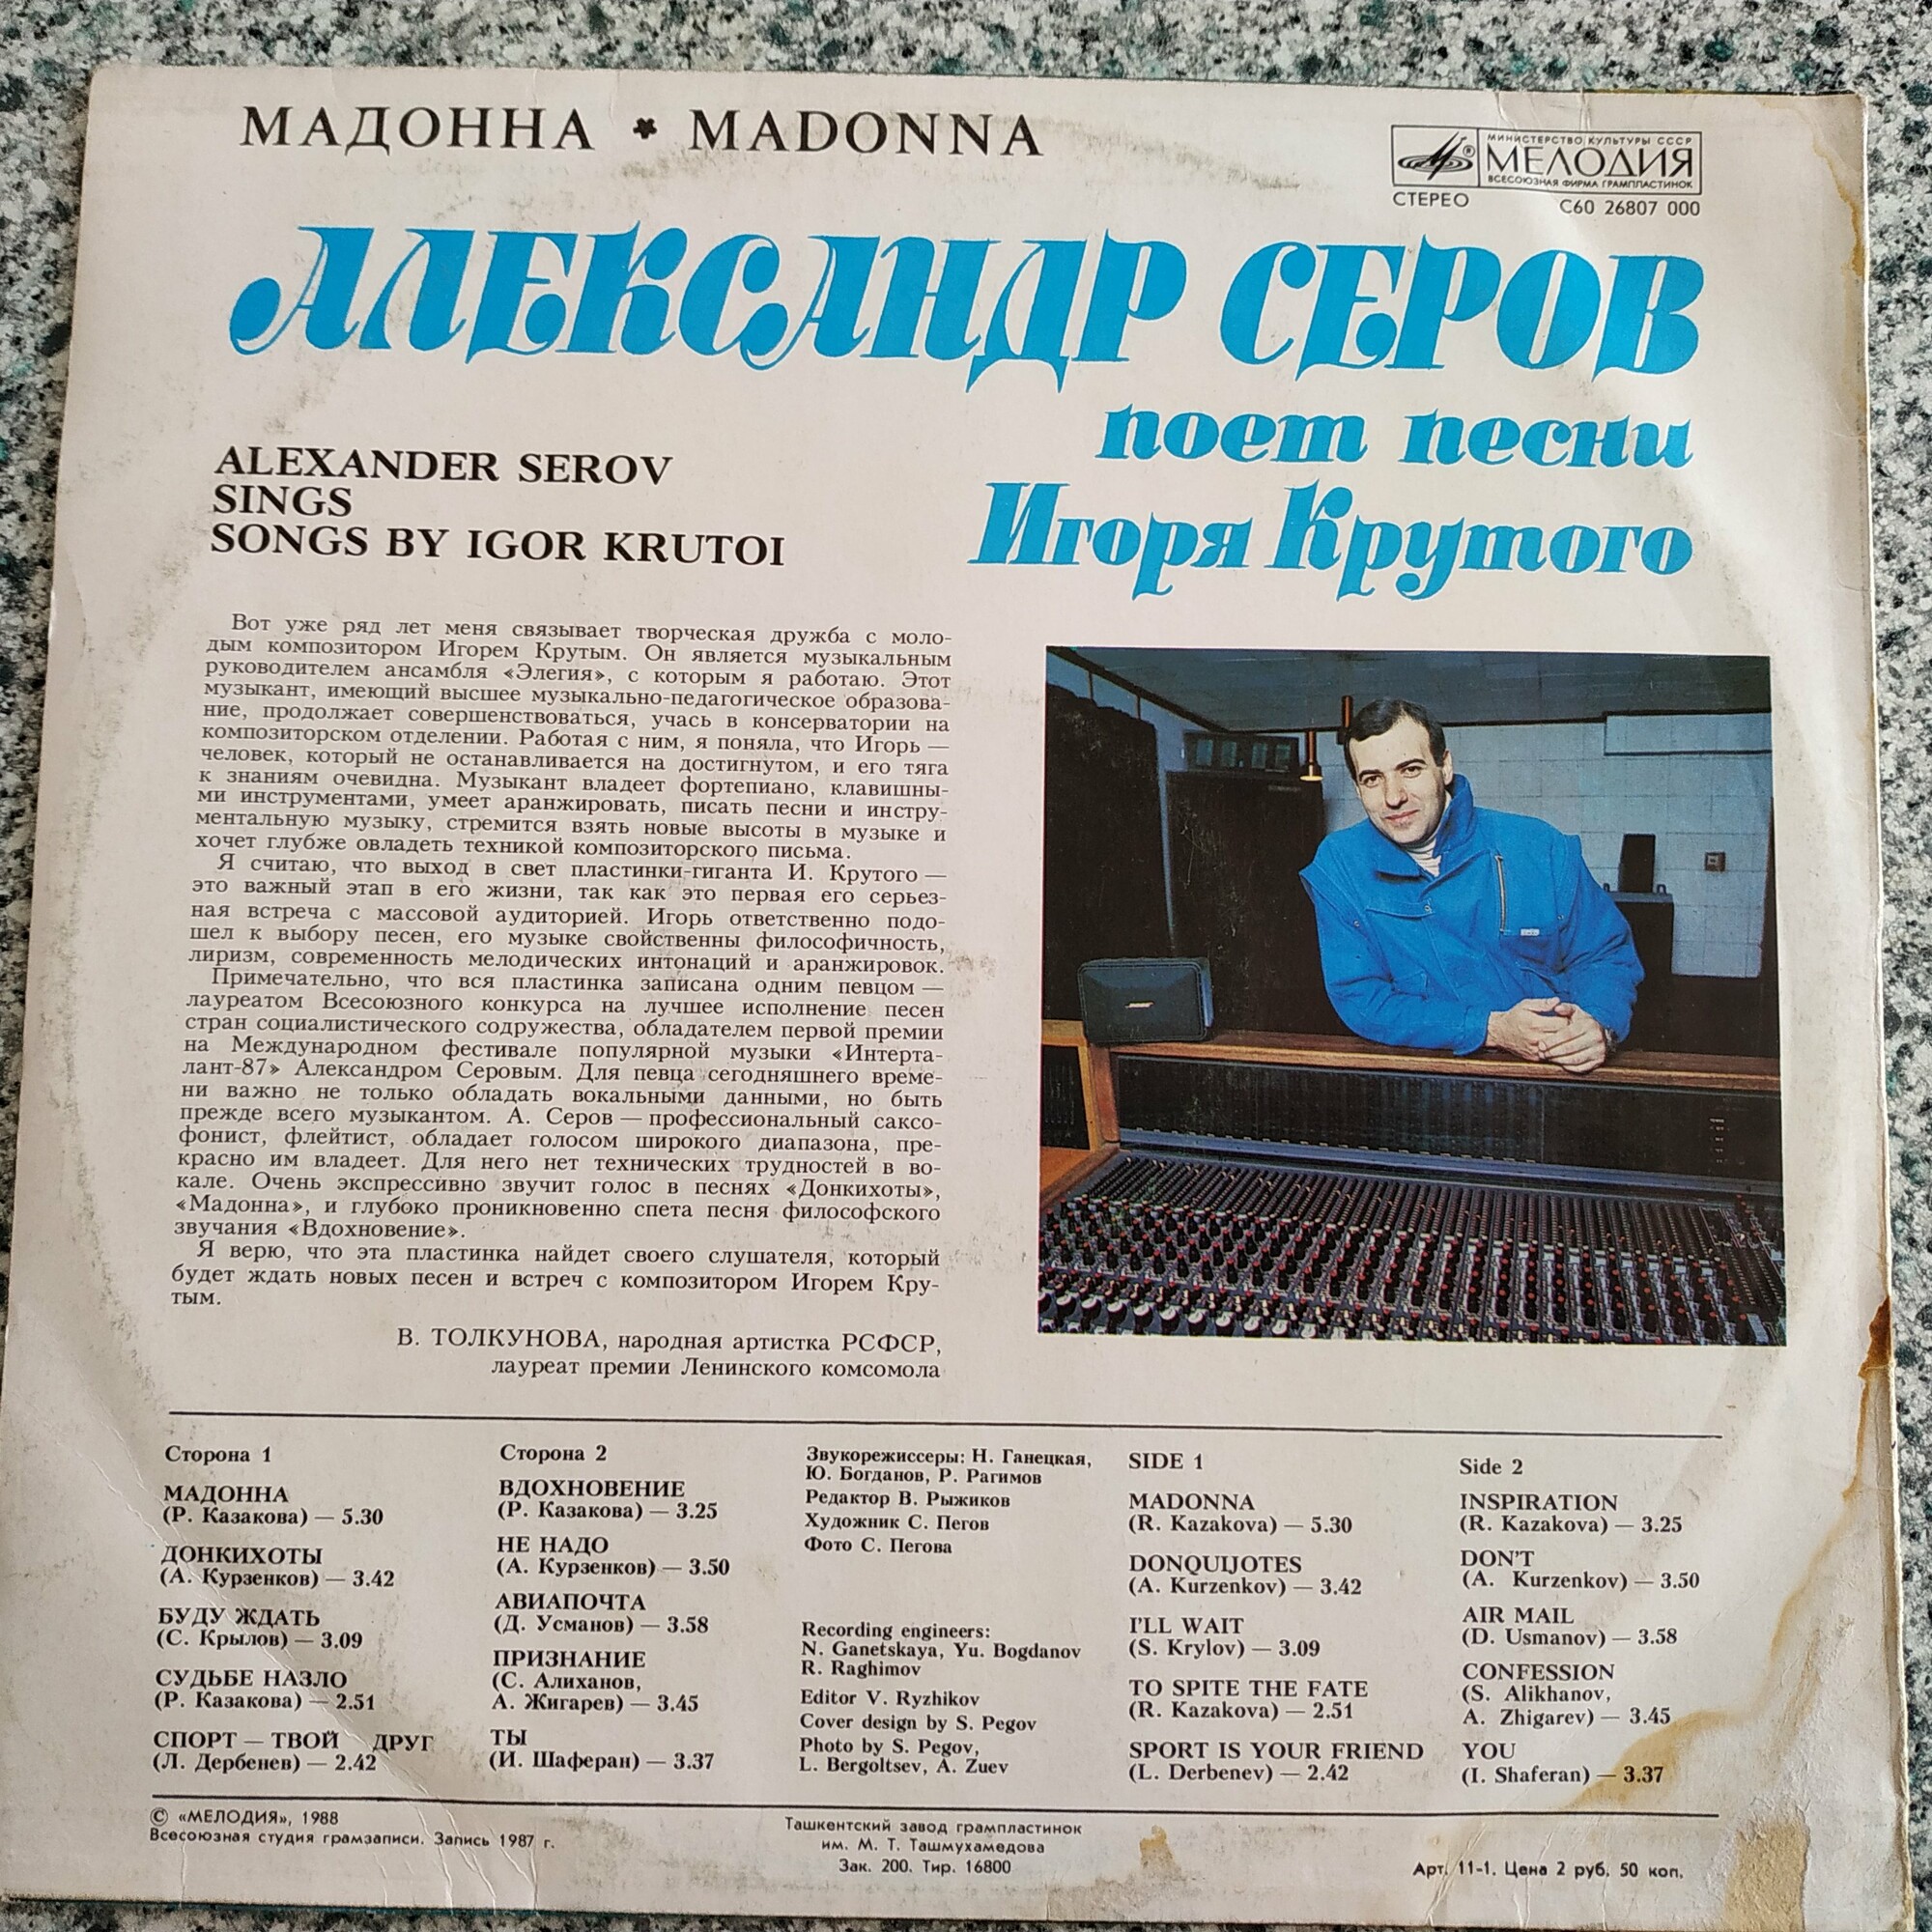 МАДОННА * MADONNA
МИНИСТЕРСТВО КУЛЬТУРЫ СССР
МЕЛОДИЯ
ВСЕСОЮЗНАЯ ФИРМА ГРАМПЛАСТИНОК
СТЕРЕО С60 26807 000
АЛЕКСАНДР СЕРОВ
поет песни
Игоря Крутого
ALEXANDER SEROV
SINGS
SONGS BY IGOR KRUTOI
Вот уже ряд лет меня связывает творческая дружба с моло-
дым композитором Игорем Крутым. Он является музыкальным
руководителем ансамбля «Элегия», с которым я работаю. Этот
музыкант, имеющий высшее музыкально-педагогическое образова-
ние, продолжает совершенствоваться, учась в консерватории на
композиторском отделении. Работая с ним, я поняла, что Игорь —
человек, который не останавливается на достигнутом, и его тяга
к знаниям очевидна. Музыкант владеет фортепиано, клавишны-
ми инструментами, умеет аранжировать, писать песни и инстру-
ментальную музыку, стремится взять новые высоты в музыке и
хочет глубже овладеть техникой композиторского письма.
Я считаю, что выход в свет пластинки-гиганта И. Крутого —
это важный этап в его жизни, так как это первая его серьез-
ная встреча с массовой аудиторией. Игорь ответственно подо-
шел к выбору песен, его музыке свойственны философичность,
лиризм, современность мелодических интонаций и аранжировок.
Примечательно, что вся пластинка записана одним певцом —
лауреатом Всесоюзного конкурса на лучшее исполнение песен
стран социалистического содружества, обладателем первой премии
на Международном фестивале популярной музыки «Интерта-
лант-87» Александром Серовым. Для певца сегодняшнего време-
ни важно не только обладать вокальными данными, но быть
прежде всего музыкантом. А. Серов — профессиональный саксо-
фонист, флейтист, обладает голосом широкого диапазона, пре-
красно им владеет. Для него нет технических трудностей в во-
кале. Очень экспрессивно звучит голос в песнях «Донкихоты»,
«Мадонна», и глубоко проникновенно спета песня философского
звучания «Вдохновение».
Я верю, что эта пластинка найдет своего слушателя, который
будет ждать новых песен и встреч с композитором Игорем Кру-
тым.
В. ТОЛКУНОВА, народная артистка РСФСР,
лауреат премии Ленинского комсомола
BOSE
Сторона 1
МАДОННА
(Р. Казакова) — 5.30
ДОНКИХОТЫ
(А. Курзенков) — 3.42
БУДУ ЖДАТЬ
(С. Крылов) — 3.09
СУДЬБЕ НАЗЛО
(Р. Казакова) — 2.51
СПОРТ — ТВОЙ ДРУГ
(Л. Дербенев) — 2.42
Сторона 2
ВДОХНОВЕНИЕ
(Р. Казакова) — 3.25
НЕ НАДО
(А. Курзенков) — 3.50
АВИАПОЧТА
(Д. Усманов) — 3.58
ПРИЗНАНИЕ
(С. Алиханов,
А. Жигарев) — 3.45
ТЫ
(И. Шаферан) — 3.37
Звукорежиссеры: Н. Ганецкая,
Ю. Богданов, Р. Рагимов
Редактор В. Рыжиков
Художник С. Пегов
Фото С. Пегова
Recording engineers:
N. Ganetskaya, Yu. Bogdanov
R. Raghimov
Editor V. Ryzhikov
Cover design by S. Pegov
Photo by S. Pegov,
L. Bergoltsev, A. Zuev
SIDE 1
MADONNA
(R. Kazakova) — 5.30
DONQUIJOTES
(A. Kurzenkov) — 3.42
I'LL WAIT
(S. Krylov) — 3.09
TO SPITE THE FATE
(R. Kazakova) — 2.51
SPORT IS YOUR FRIEND
(L. Derbenev) — 2.42
Side 2
INSPIRATION
(R. Kazakova) — 3.25
DON'T
(A. Kurzenkov) — 3.50
AIR MAIL
(D. Usmanov) — 3.58
CONFESSION
(S. Alikhanov,
A. Zhigarev) — 3.45
YOU
(I. Shaferan) — 3.37
© «МЕЛОДИЯ», 1988
Всесоюзная студия грамзаписи. Запись 1987 г.
Ташкентский завод грампластинок
им. М. Т. Ташмухамедова
Зак. 200. Тир. 16800
Арт. 11-1. Цена 2 руб. 50 коп.